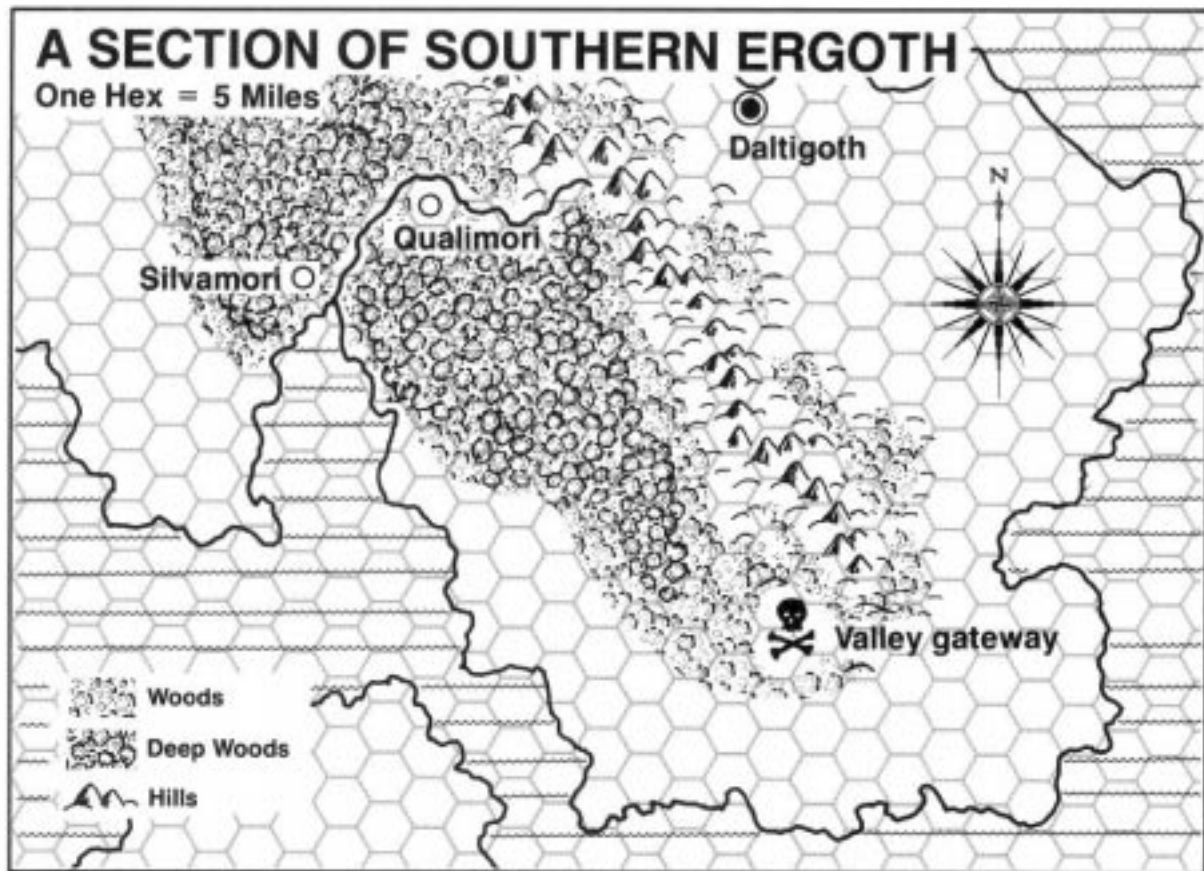 A SECTION OF SOUTHERN ERGOTH
One Hex = 5 Miles
Daltigoth
N
Qualimori
Silvamori
Valley gateway
Woods
Deep Woods
Hills